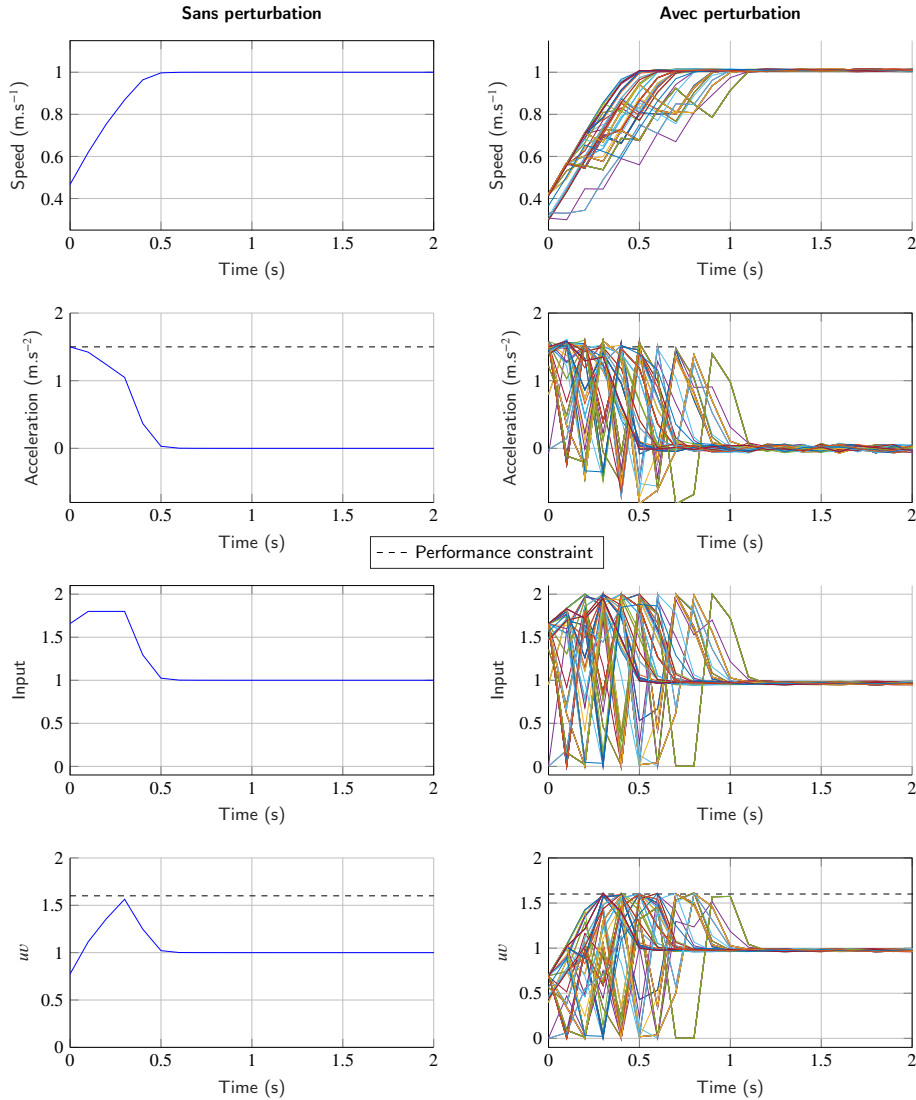 Sans perturbation
Avec perturbation
1
0.8
0.6
0.4
Speed (m.s⁻¹)
0 0.5 1 1.5 2
Time (s)
1
0.8
0.6
0.4
Speed (m.s⁻¹)
0 0.5 1 1.5 2
Time (s)
2
1
0
Acceleration (m.s⁻²)
0 0.5 1 1.5 2
Time (s)
2
1
0
Acceleration (m.s⁻²)
0 0.5 1 1.5 2
Time (s)
Performance constraint
2
1.5
1
0.5
0
Input
0 0.5 1 1.5 2
Time (s)
2
1.5
1
0.5
0
Input
0 0.5 1 1.5 2
Time (s)
2
1.5
1
0.5
0
uv
0 0.5 1 1.5 2
Time (s)
2
1.5
1
0.5
0
uv
0 0.5 1 1.5 2
Time (s)